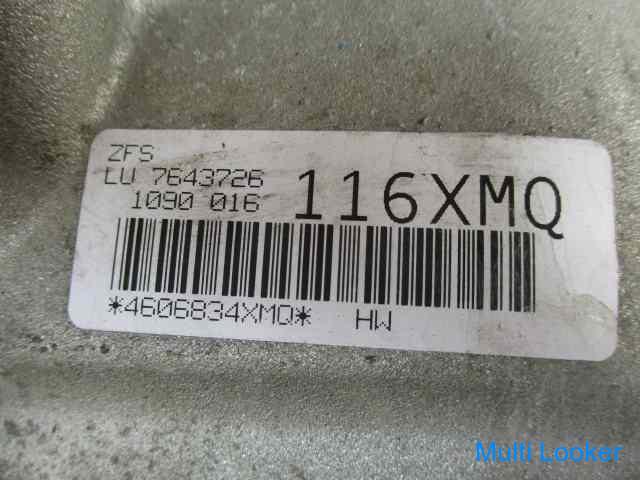 ZFS
LU 7643726
1090 016
116XMQ
*4606834XMQ* HW
Multi Looker